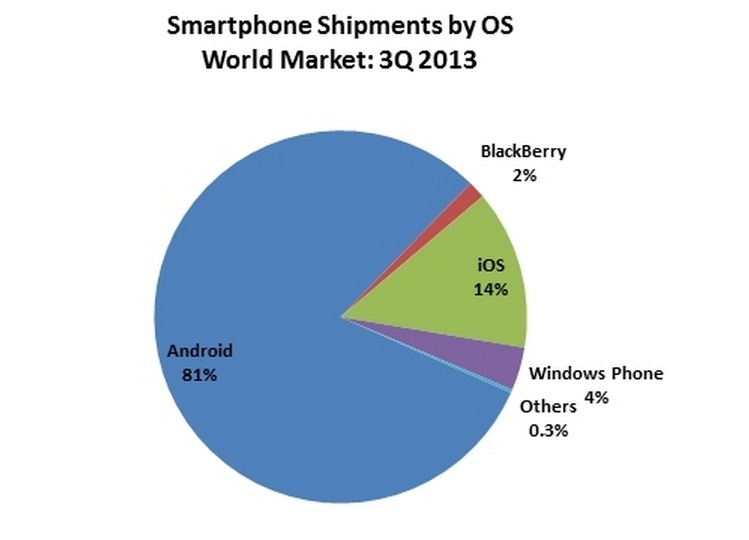 Smartphone Shipments by OS
World Market: 3Q 2013
BlackBerry
2%
iOS
14%
Android
81%
Windows Phone
4%
Others
0.3%